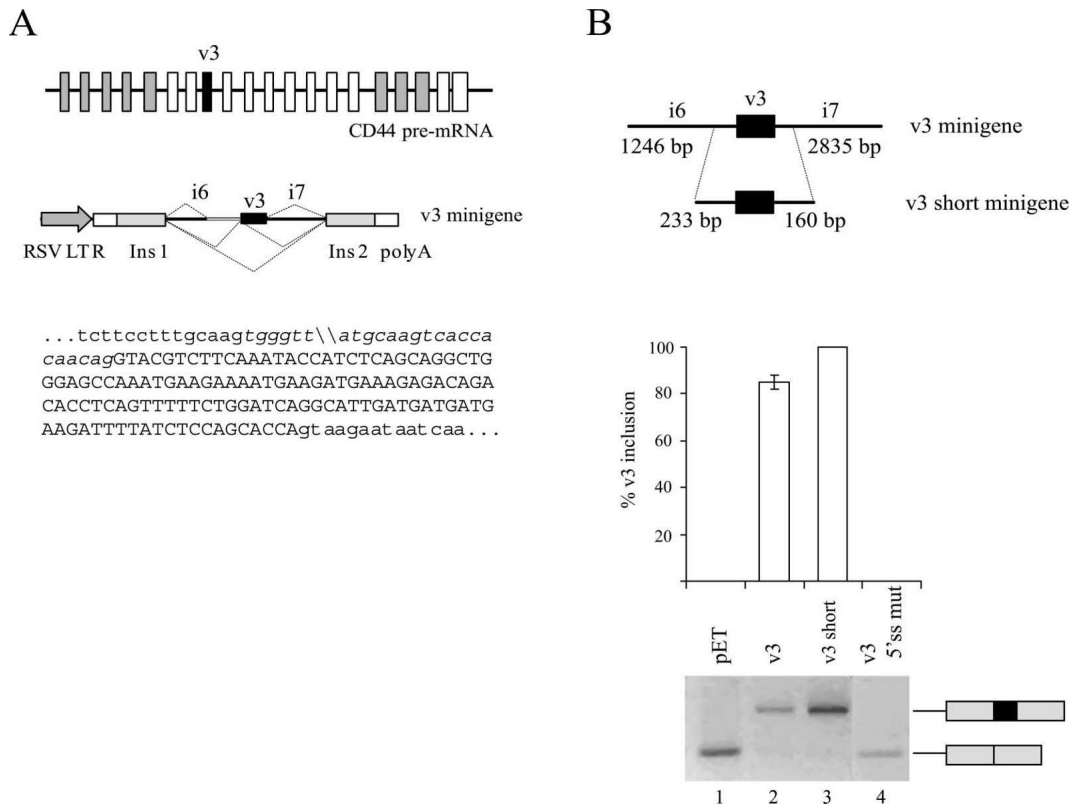 A
v3
CD44 pre-mRNA
i6 v3 i7
v3 minigene
RSV LTR Ins 1 Ins 2 polyA
...tcttcctttgcaagtgggtt\\atgcaagtcacca
caacagGTACGTCTTCAAATACCATCTCAGCAGGCTG
GGAGCCAAATGAAGAAAATGAAGATGAAAGAGACAGA
CACCTCAGTTTTTCTGGATCAGGCATTGATGATGATG
AAGATTTTATCTCCAGCACCAgtaagaataatcaa...
B
i6 v3 i7
v3 minigene
1246 bp 2835 bp
v3 short minigene
233 bp 160 bp
% v3 inclusion
100
80
60
40
20
pET
v3
v3 short
v3
5'ss mut
1 2 3 4